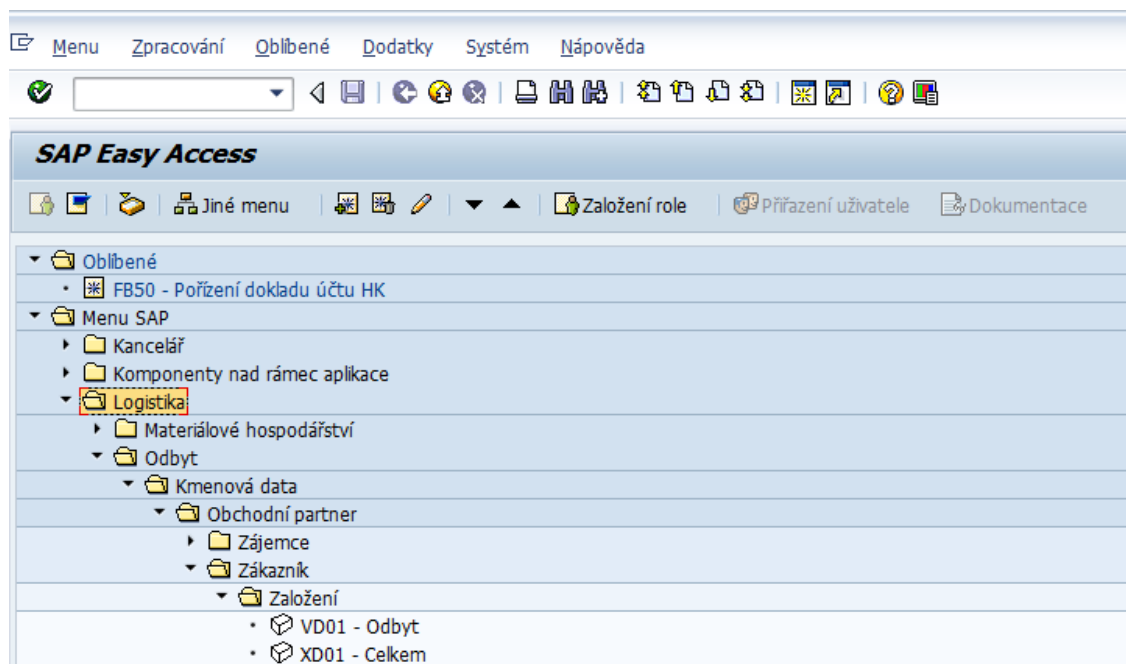 Menu Zpracování Oblíbené Dodatky Systém Nápověda
SAP Easy Access
Jiné menu Založení role Přiřazení uživatele Dokumentace
Oblíbené
FB50 - Pořízení dokladu účtu HK
Menu SAP
Kancelář
Komponenty nad rámec aplikace
Logistika
Materiálové hospodářství
Odbyt
Kmenová data
Obchodní partner
Zájemce
Zákazník
Založení
VD01 - Odbyt
XD01 - Celkem